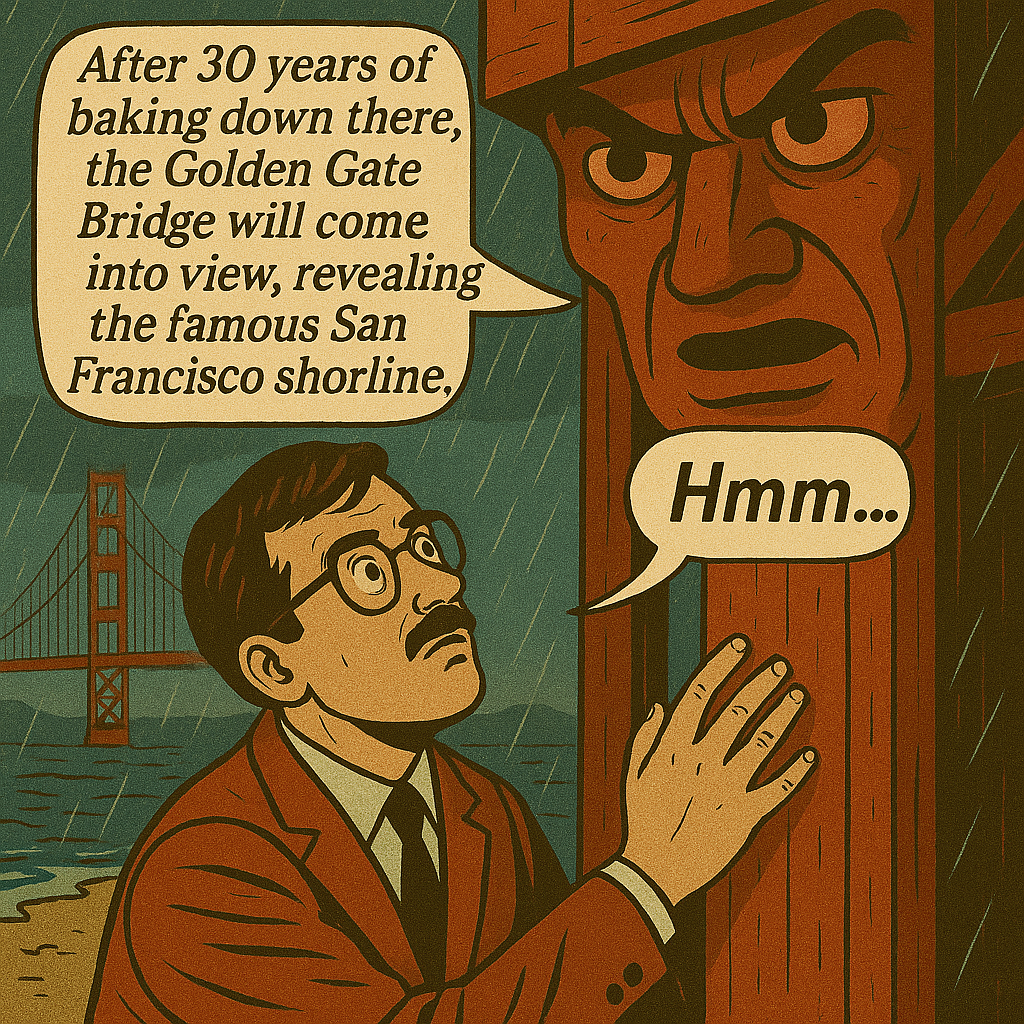 After 30 years of
baking down there,
the Golden Gate
Bridge will come
into view, revealing
the famous San
Francisco shorline,
Hmm...